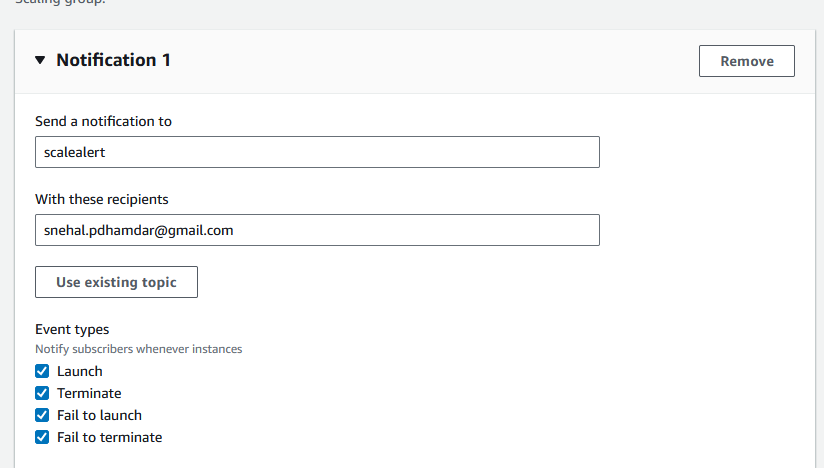 Scaling group.
Notification 1
Remove
Send a notification to
scalealert
With these recipients
snehal.pdhamdar@gmail.com
Use existing topic
Event types
Notify subscribers whenever instances
Launch
Terminate
Fail to launch
Fail to terminate